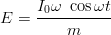 E = \frac{I_0 \omega \ \cos \omega t}{m}